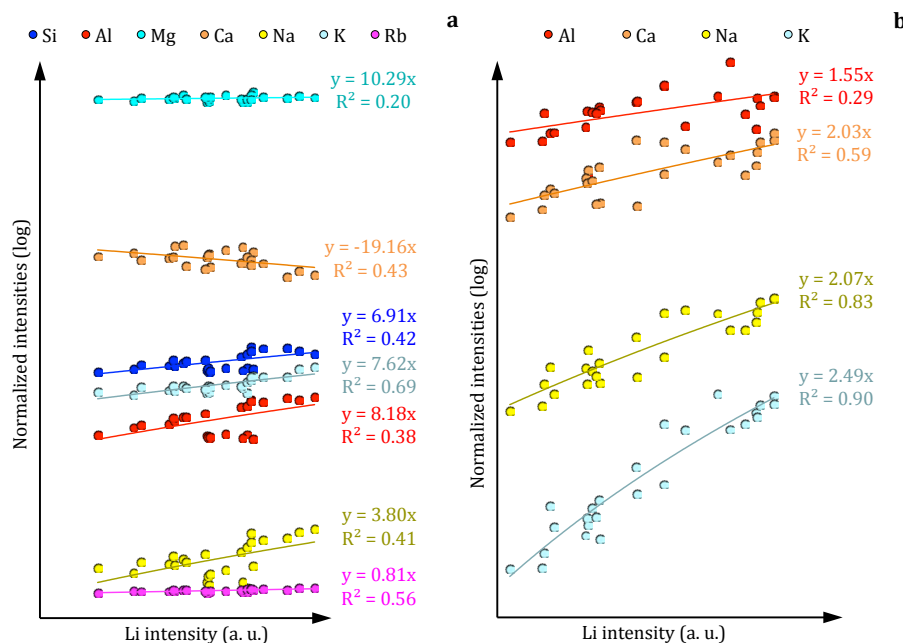 a
Si Al Mg Ca Na K Rb
y = 10.29x
R² = 0.20
y = -19.16x
R² = 0.43
y = 6.91x
R² = 0.42
y = 7.62x
R² = 0.69
y = 8.18x
R² = 0.38
y = 3.80x
R² = 0.41
y = 0.81x
R² = 0.56
Normalized intensities (log)
Li intensity (a. u.)
b
Al Ca Na K
y = 1.55x
R² = 0.29
y = 2.03x
R² = 0.59
y = 2.07x
R² = 0.83
y = 2.49x
R² = 0.90
Normalized intensities (log)
Li intensity (a. u.)